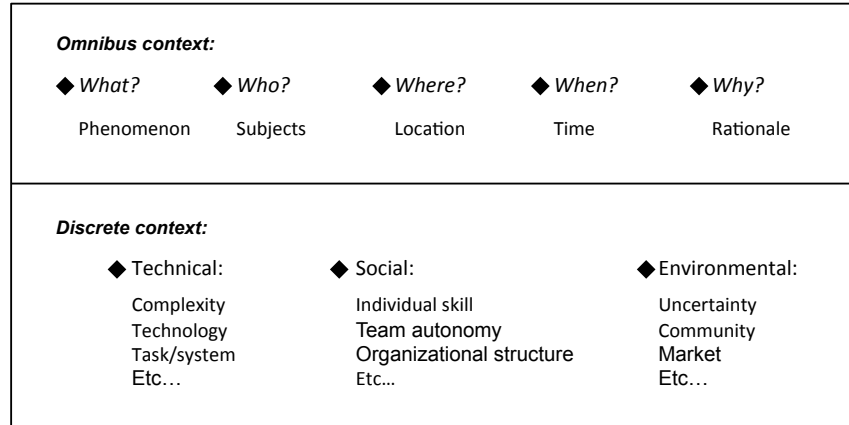 Omnibus context:
◆ What? ◆ Who? ◆ Where? ◆ When? ◆ Why?
Phenomenon Subjects Location Time Rationale
Discrete context:
◆ Technical: ◆ Social: ◆ Environmental:
Complexity Individual skill Uncertainty
Technology Team autonomy Community
Task/system Organizational structure Market
Etc… Etc… Etc…